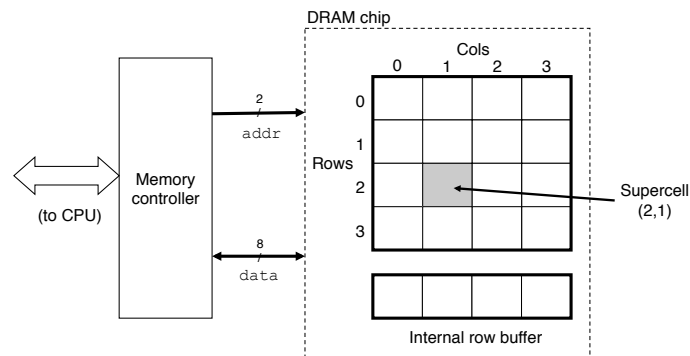 DRAM chip
Cols
0 1 2 3
0
1
Rows
2
3
2
addr
Memory
controller
(to CPU)
8
data
Supercell
(2,1)
Internal row buffer